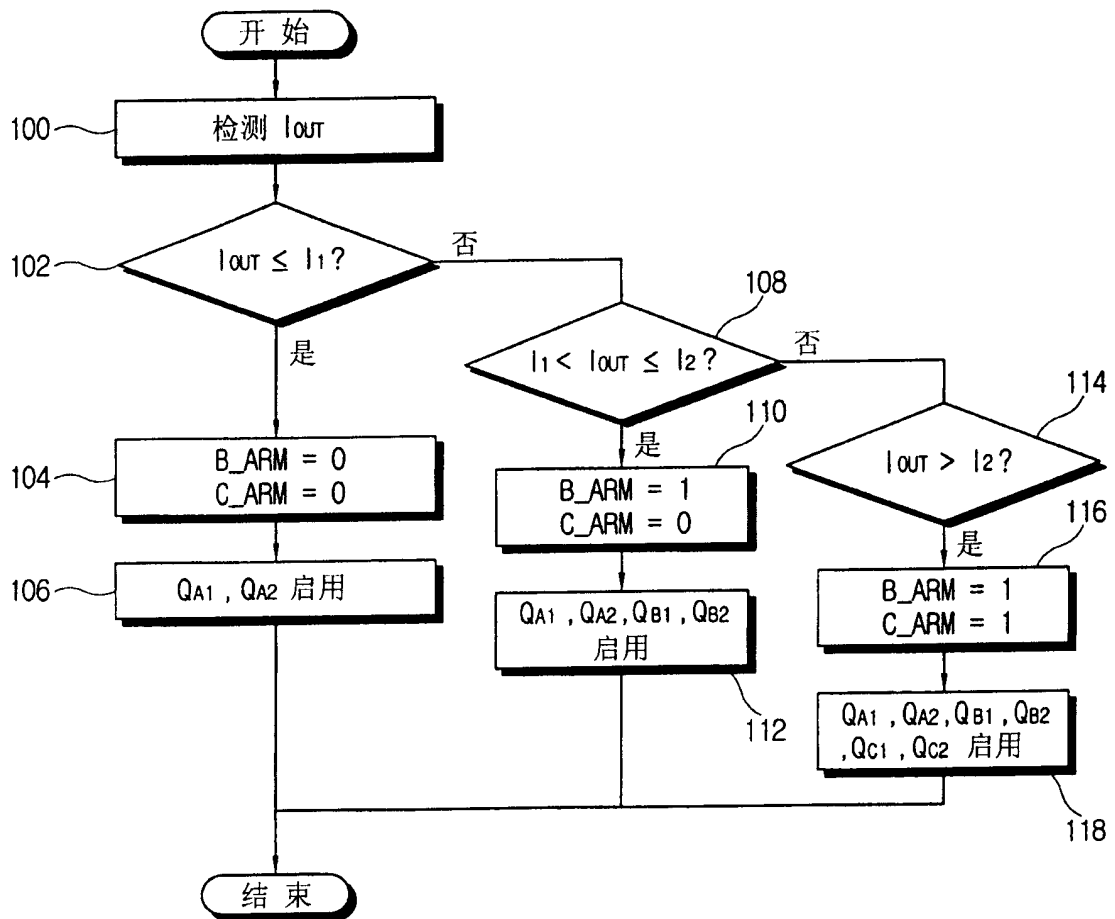 开始
100
检测 IOUT
102
IOUT ≤ I1?
否
是
108
I1 < IOUT ≤ I2?
否
是
114
IOUT > I2?
是
104
B_ARM = 0
C_ARM = 0
110
B_ARM = 1
C_ARM = 0
116
B_ARM = 1
C_ARM = 1
106
QA1, QA2 启用
QA1, QA2, QB1, QB2
启用
112
QA1, QA2, QB1, QB2
,QC1, QC2 启用
118
结束